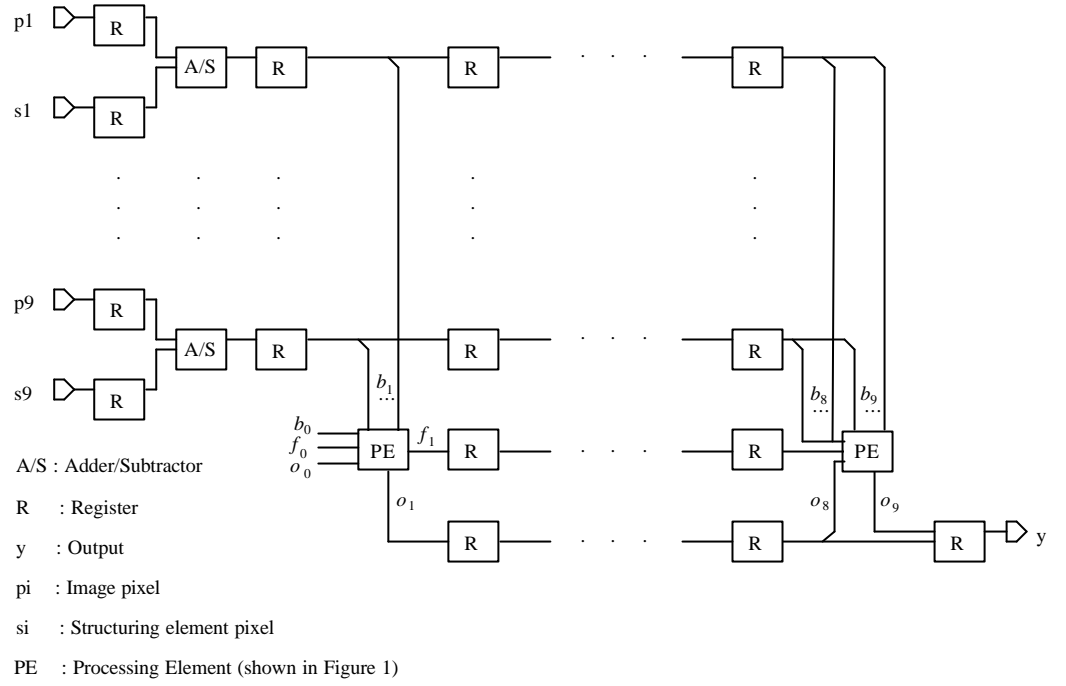 p1
R
A/S
R
R
. . .
R
s1
R
. . . . .
. . . . .
. . . . .
p9
R
A/S
R
R
. . .
R
s9
R
b1
...
b8
...
b9
...
b0
f0
o0
PE
f1
R
. . .
R
PE
o1
o8
o9
R
. . .
R
R
y
A/S : Adder/Subtractor
R : Register
y : Output
pi : Image pixel
si : Structuring element pixel
PE : Processing Element (shown in Figure 1)